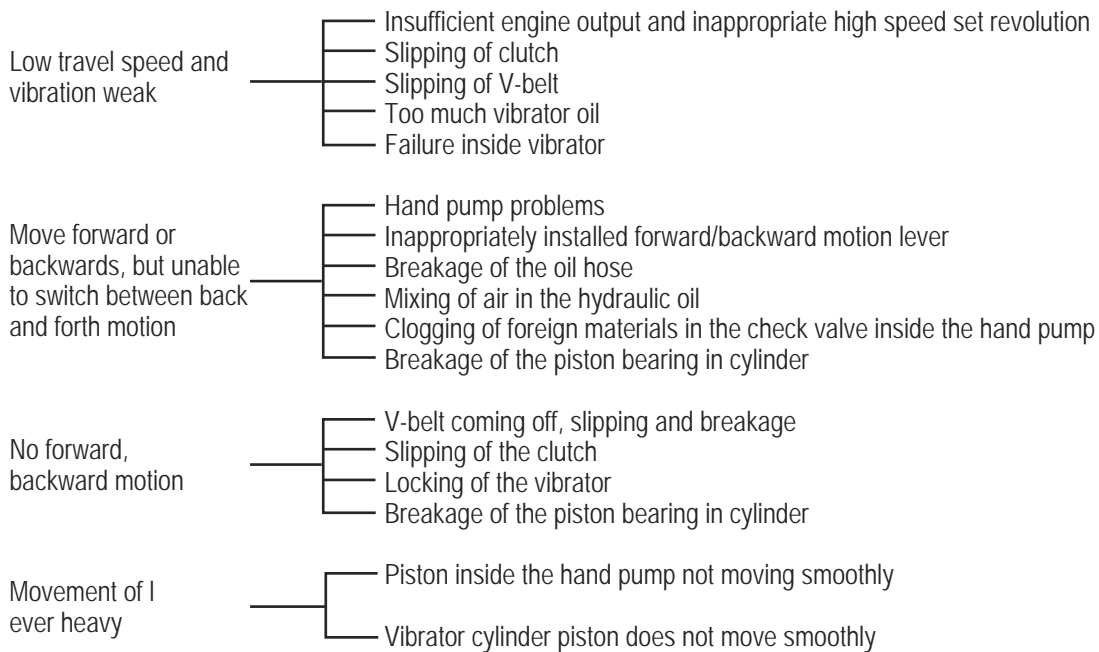 Low travel speed and
vibration weak
Insufficient engine output and inappropriate high speed set revolution
Slipping of clutch
Slipping of V-belt
Too much vibrator oil
Failure inside vibrator
Move forward or
backwards, but unable
to switch between back
and forth motion
Hand pump problems
Inappropriately installed forward/backward motion lever
Breakage of the oil hose
Mixing of air in the hydraulic oil
Clogging of foreign materials in the check valve inside the hand pump
Breakage of the piston bearing in cylinder
No forward,
backward motion
V-belt coming off, slipping and breakage
Slipping of the clutch
Locking of the vibrator
Breakage of the piston bearing in cylinder
Movement of l
ever heavy
Piston inside the hand pump not moving smoothly
Vibrator cylinder piston does not move smoothly